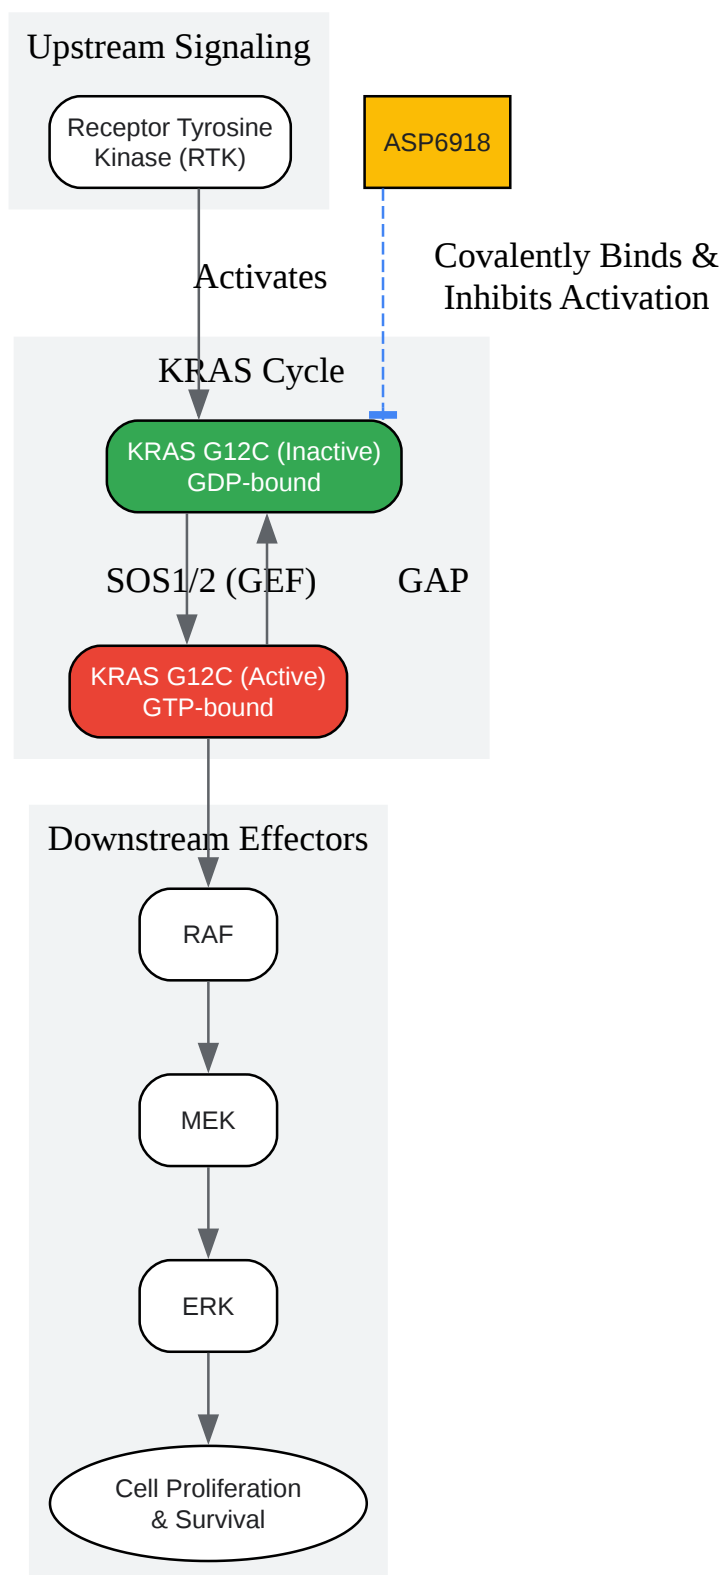 Upstream Signaling
Receptor Tyrosine
Kinase (RTK)
ASP6918
Activates
Covalently Binds &
Inhibits Activation
KRAS Cycle
KRAS G12C (Inactive)
GDP-bound
SOS1/2 (GEF)
GAP
KRAS G12C (Active)
GTP-bound
Downstream Effectors
RAF
MEK
ERK
Cell Proliferation
& Survival